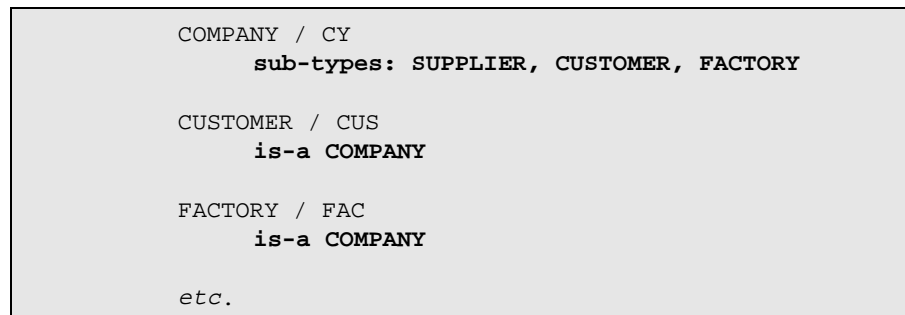 COMPANY / CY
sub-types: SUPPLIER, CUSTOMER, FACTORY
CUSTOMER / CUS
is-a COMPANY
FACTORY / FAC
is-a COMPANY
etc.